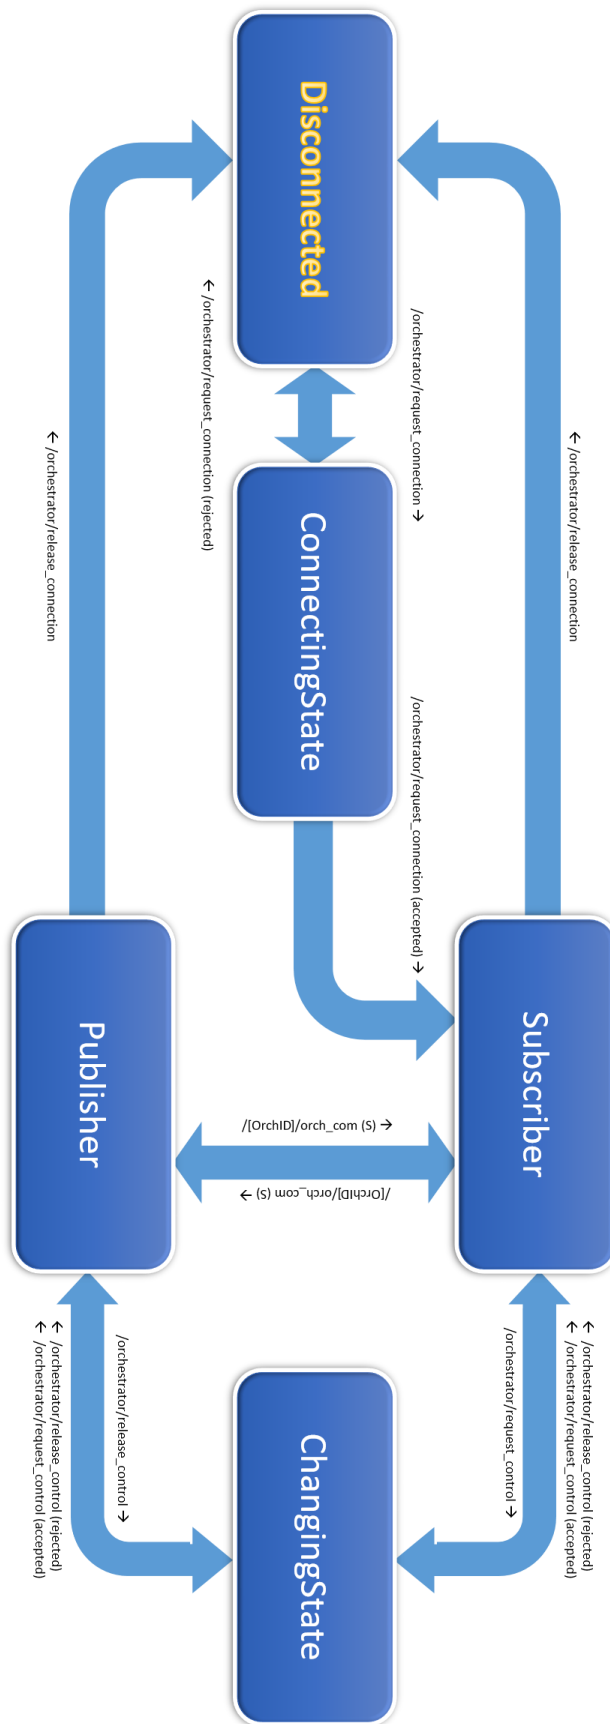 Disconnected
/orchestrator/request_connection →
← /orchestrator/request_connection (rejected)
← /orchestrator/release_connection
← /orchestrator/release_connection
ConnectingState
/orchestrator/request_connection (accepted) →
Subscriber
Publisher
/[OrchID]/orch_com (S) →
/[OrchID]/orch_com (S) →
← /orchestrator/release_control (rejected)
← /orchestrator/request_control (accepted)
/orchestrator/request_control →
/orchestrator/release_control →
← /orchestrator/release_control (rejected)
← /orchestrator/request_control (accepted)
ChangingState